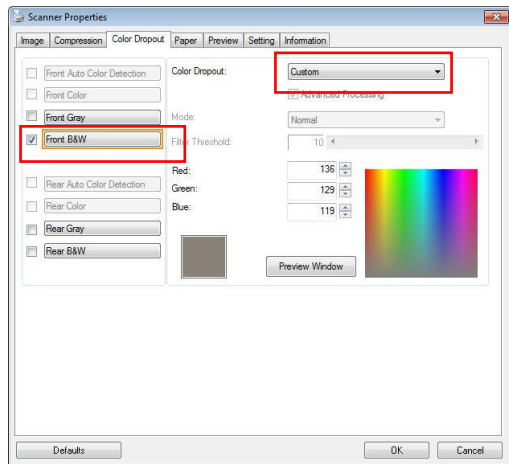 Scanner Properties
Image Compression Color Dropout Paper Preview Setting Information
Front Auto Color Detection
Front Color
Front Gray
Front B&W
Rear Auto Color Detection
Rear Color
Rear Gray
Rear B&W
Color Dropout: Custom
Advanced Processing
Mode: Normal
Filter Threshold: 10
Red: 136
Green: 129
Blue: 119
Preview Window
Defaults OK Cancel